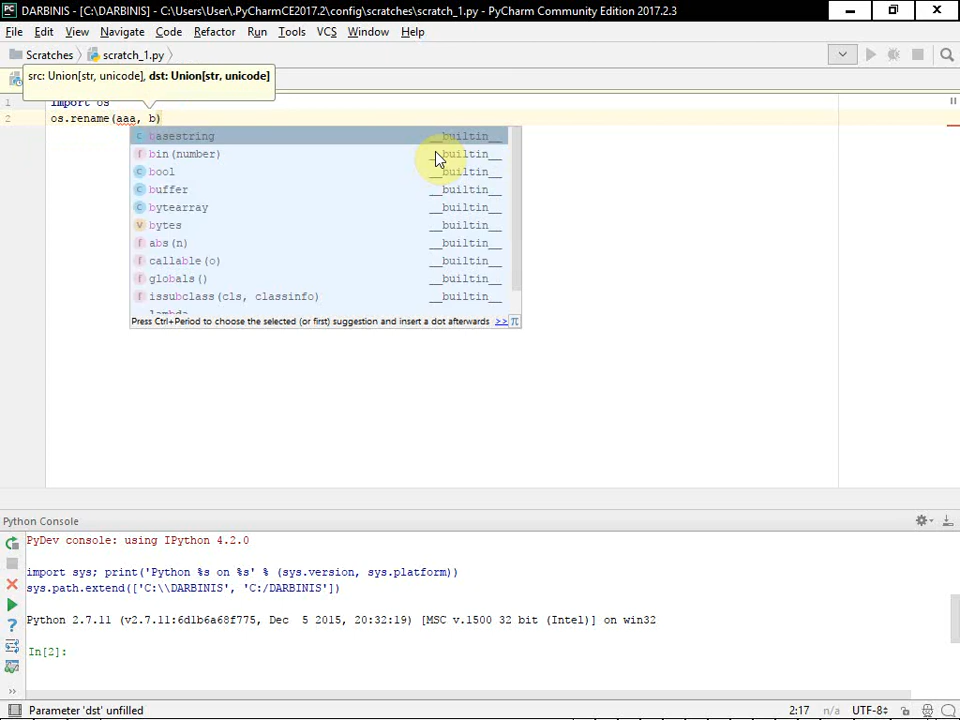 DARBINIS - [C:\DARBINIS] - C:\Users\User\.PyCharmCE2017.2\config\scratches\scratch_1.py - PyCharm Community Edition 2017.2.3
File Edit View Navigate Code Refactor Run Tools VCS Window Help
Scratches scratch_1.py
src: Union[str, unicode], dst: Union[str, unicode]
1 import os
2 os.rename(aaa, b)
c basestring __builtin__
f bin(number) __builtin__
c bool __builtin__
c buffer __builtin__
c bytearray __builtin__
V bytes __builtin__
f abs(n) __builtin__
f callable(o) __builtin__
f globals() __builtin__
f issubclass(cls, classinfo) __builtin__
lambda
Press Ctrl+Period to choose the selected (or first) suggestion and insert a dot afterwards >> π
Python Console
PyDev console: using IPython 4.2.0
import sys; print('Python %s on %s' % (sys.version, sys.platform))
sys.path.extend(['C:\\DARBINIS', 'C:/DARBINIS'])
Python 2.7.11 (v2.7.11:6d1b6a68f775, Dec  5 2015, 20:32:19) [MSC v.1500 32 bit (Intel)] on win32
In[2]:
Parameter 'dst' unfilled 2:17 n/a UTF-8